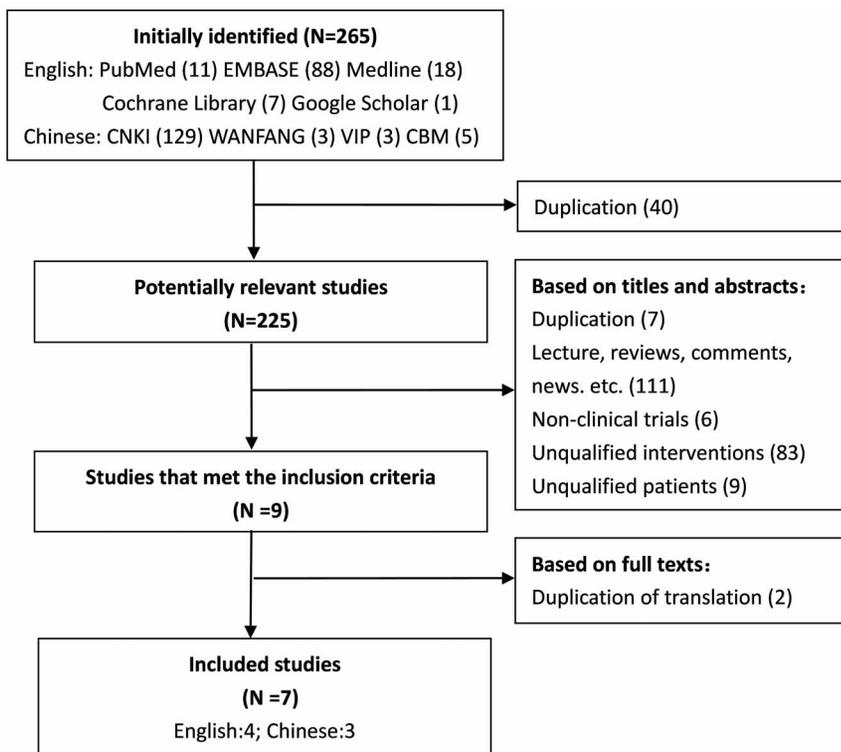 Initially identified (N=265)
English: PubMed (11) EMBASE (88) Medline (18)
Cochrane Library (7) Google Scholar (1)
Chinese: CNKI (129) WANFANG (3) VIP (3) CBM (5)
Duplication (40)
Potentially relevant studies
(N=225)
Based on titles and abstracts：
Duplication (7)
Lecture, reviews, comments,
news. etc. (111)
Non-clinical trials (6)
Unqualified interventions (83)
Unqualified patients (9)
Studies that met the inclusion criteria
(N =9)
Based on full texts：
Duplication of translation (2)
Included studies
(N =7)
English:4; Chinese:3